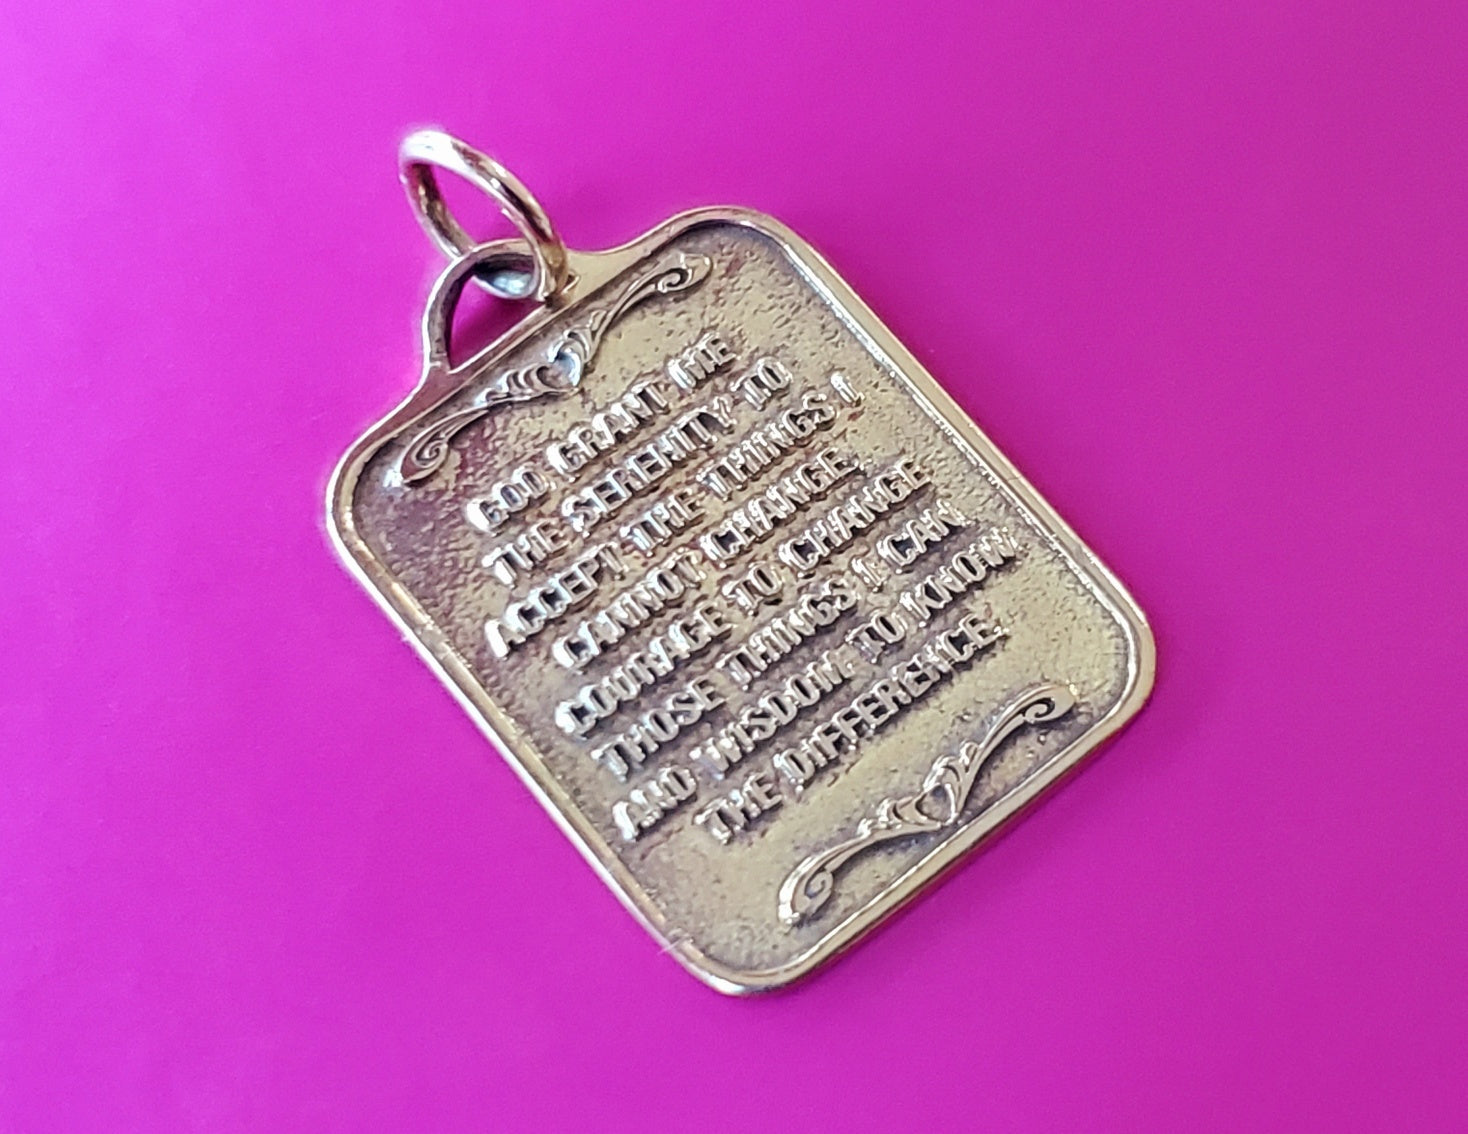 GOD GRANT ME
THE SERENITY TO
ACCEPT THE THINGS I
CANNOT CHANGE
COURAGE TO CHANGE
THOSE THINGS I CAN
AND WISDOM TO KNOW
THE DIFFERENCE